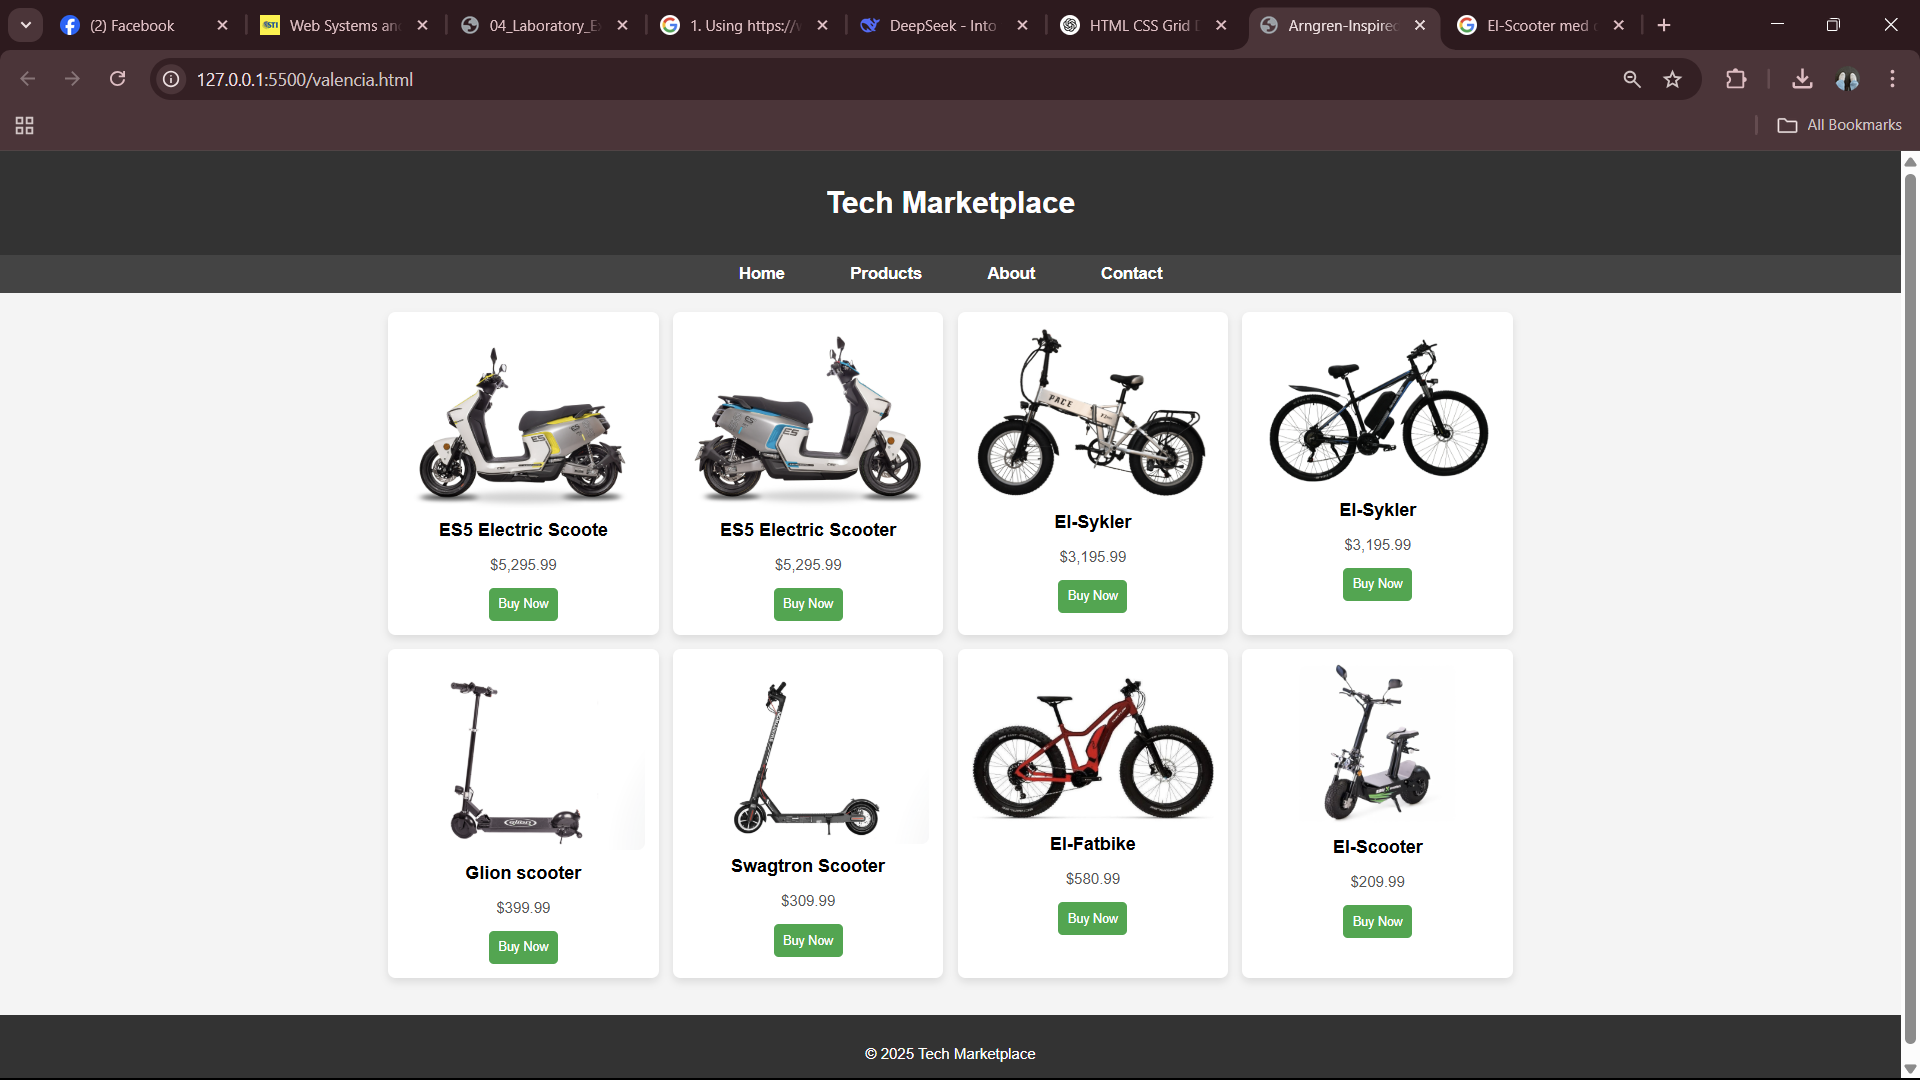 (2) Facebook
Web Systems an
04_Laboratory_E
1. Using https://
DeepSeek - Into
HTML CSS Grid
Arngren-Inspire
El-Scooter med
127.0.0.1:5500/valencia.html
All Bookmarks
Tech Marketplace
Home Products About Contact
ES5 Electric Scoote
$5,295.99
Buy Now
ES5 Electric Scooter
$5,295.99
Buy Now
El-Sykler
$3,195.99
Buy Now
El-Sykler
$3,195.99
Buy Now
Glion scooter
$399.99
Buy Now
Swagtron Scooter
$309.99
Buy Now
El-Fatbike
$580.99
Buy Now
El-Scooter
$209.99
Buy Now
© 2025 Tech Marketplace